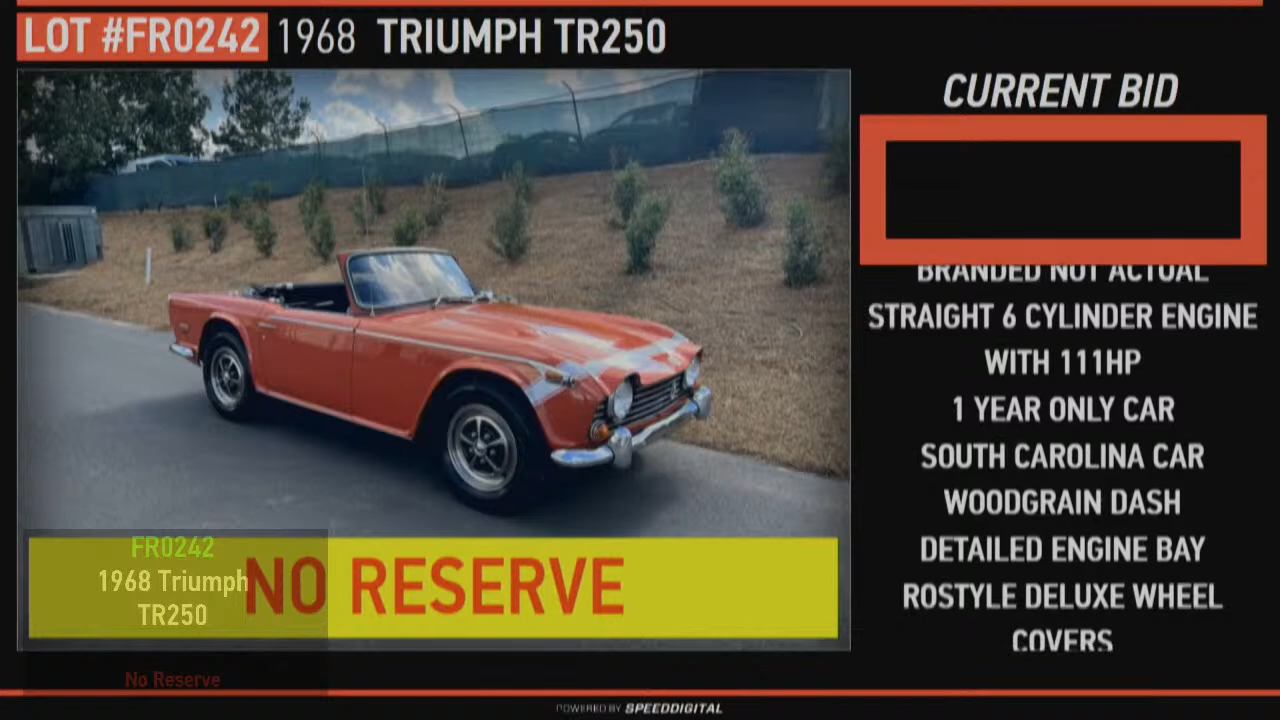 LOT #FR0242 1968 TRIUMPH TR250
CURRENT BID
BRANDED NOT ACTUAL
STRAIGHT 6 CYLINDER ENGINE
WITH 111HP
1 YEAR ONLY CAR
SOUTH CAROLINA CAR
WOODGRAIN DASH
DETAILED ENGINE BAY
ROSTYLE DELUXE WHEEL
COVERS
NO RESERVE
FR0242
1968 Triumph
TR250
No Reserve
POWERED BY SPEEDDIGITAL